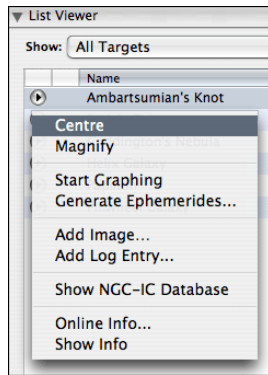 List Viewer
Show: All Targets
Name
Ambartsumian's Knot
Centre
Magnify
Start Graphing
Generate Ephemerides...
Add Image...
Add Log Entry...
Show NGC-IC Database
Online Info...
Show Info